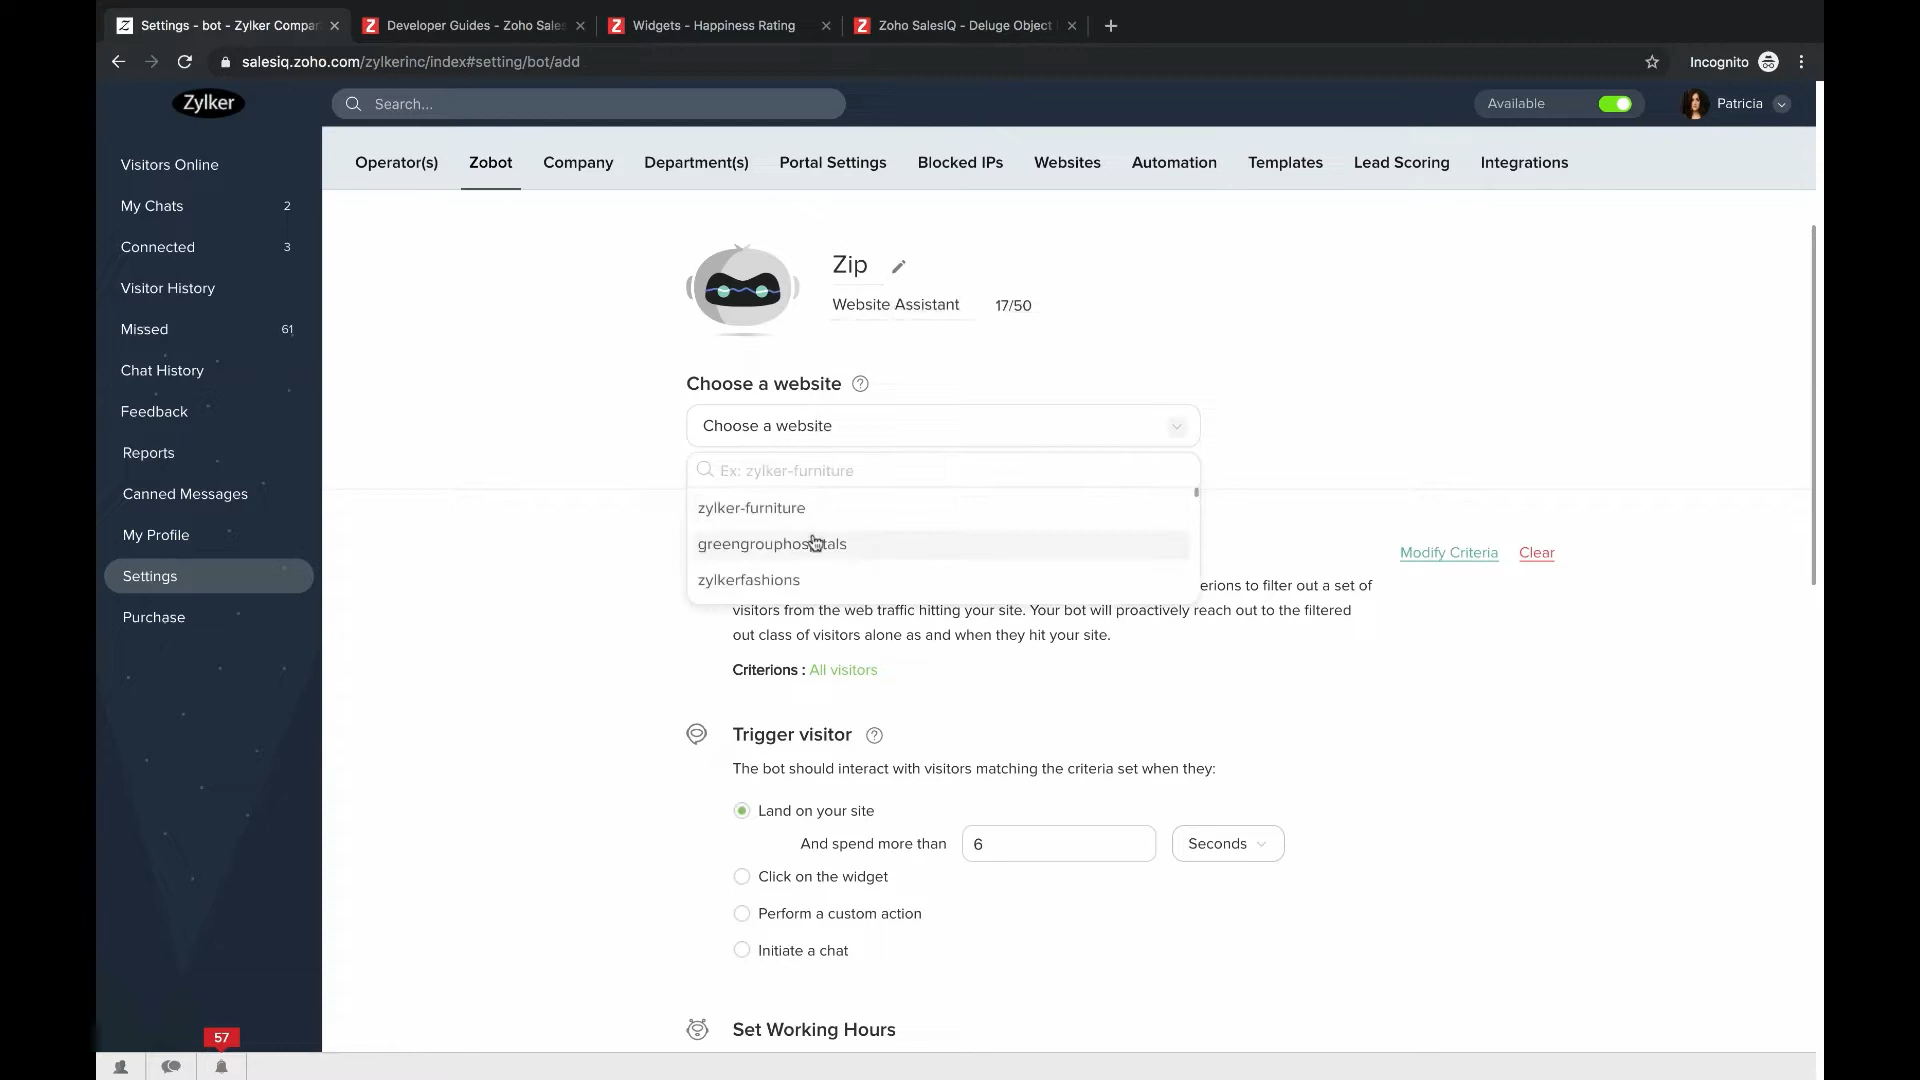 Settings - bot - Zylker Compan
Developer Guides - Zoho Sales
Widgets - Happiness Rating
Zoho SalesIQ - Deluge Object
salesiq.zoho.com/zylkerinc/index#setting/bot/add
Incognito
Zylker
Search...
Available
Patricia
Visitors Online
My Chats 2
Connected 3
Visitor History
Missed 61
Chat History
Feedback
Reports
Canned Messages
My Profile
Settings
Purchase
57
Operator(s) Zobot Company Department(s) Portal Settings Blocked IPs Websites Automation Templates Lead Scoring Integrations
Zip
Website Assistant 17/50
Choose a website ?
Choose a website
Ex: zylker-furniture
zylker-furniture
zylkerfashions
Modify Criteria Clear
erions to filter out a set of
visitors from the web traffic hitting your site. Your bot will proactively reach out to the filtered
out class of visitors alone as and when they hit your site.
Criterions : All visitors
Trigger visitor ?
The bot should interact with visitors matching the criteria set when they:
Land on your site
And spend more than 6 Seconds
Click on the widget
Perform a custom action
Initiate a chat
Set Working Hours